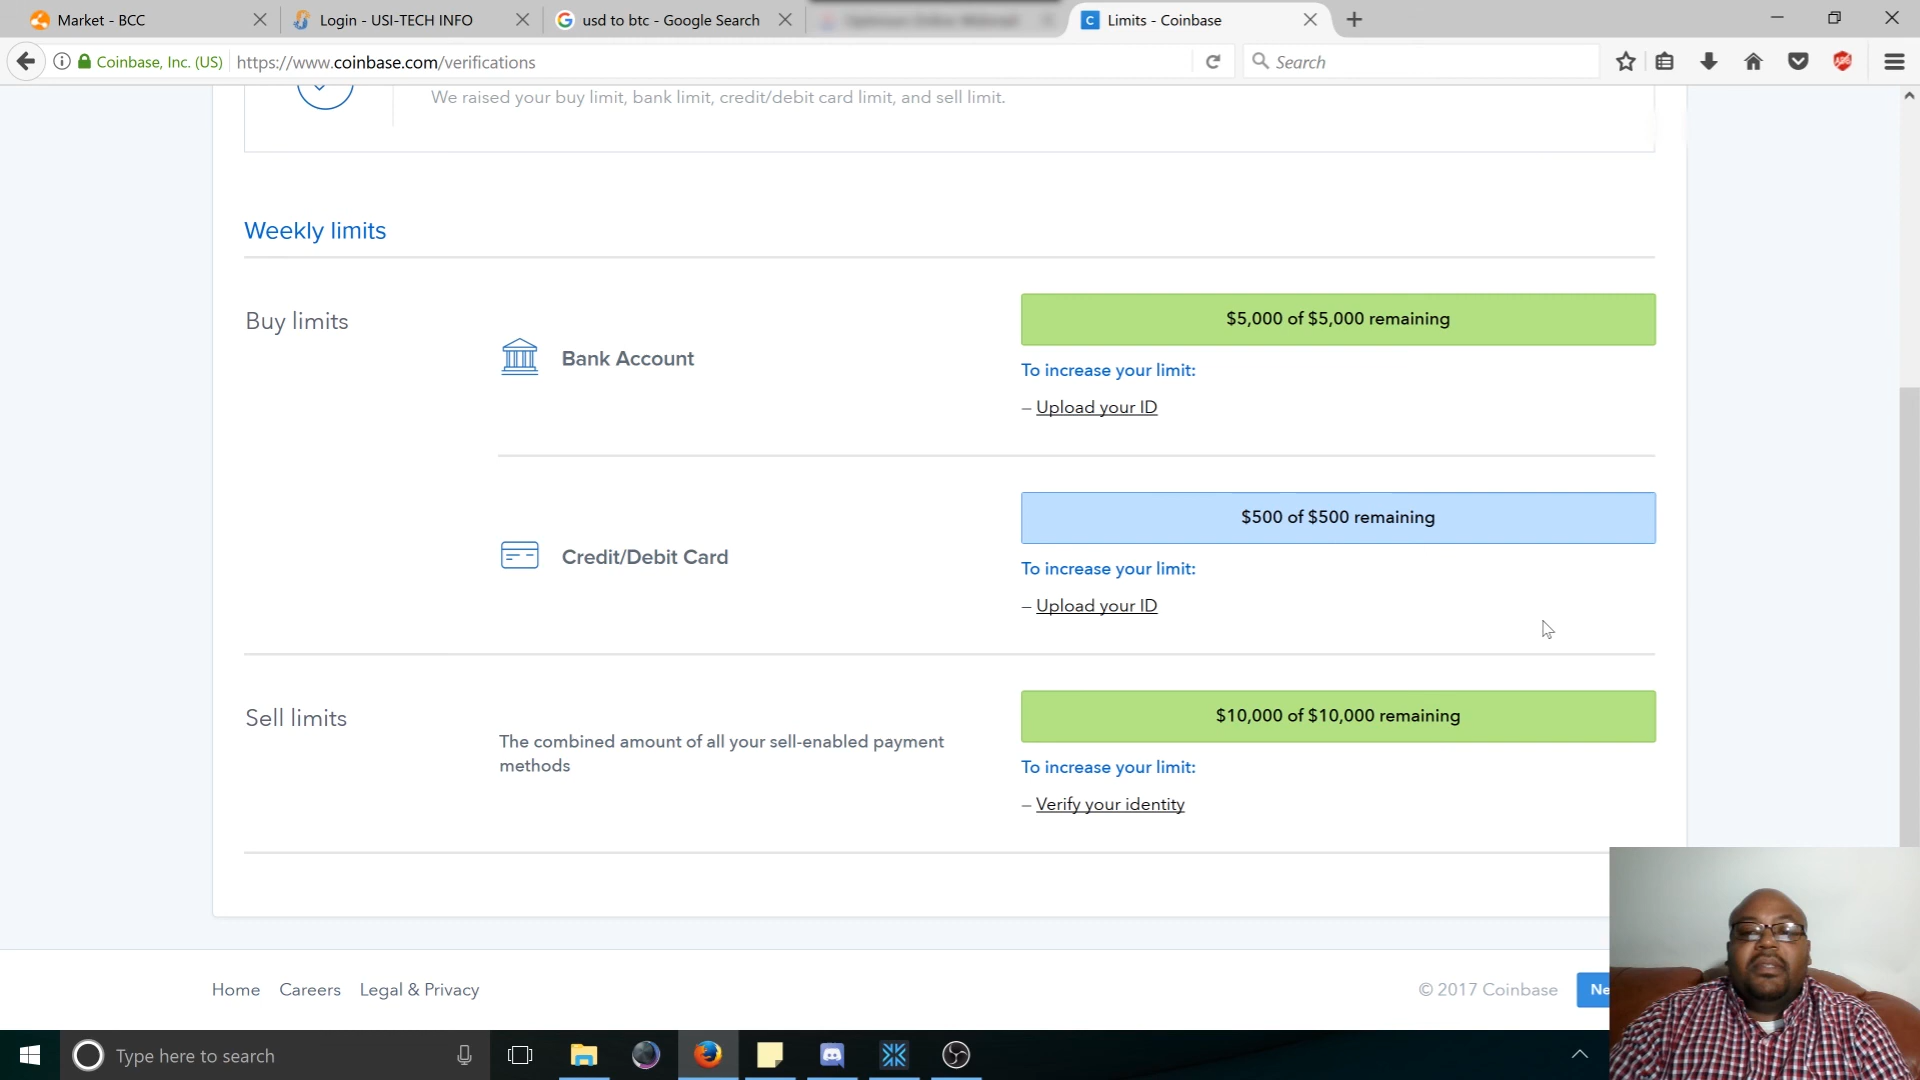 Market - BCC
Login - USI-TECH INFO
usd to btc - Google Search
Limits - Coinbase
Coinbase, Inc. (US)
https://www.coinbase.com/verifications
Search
We raised your buy limit, bank limit, credit/debit card limit, and sell limit.
Weekly limits
Buy limits
Bank Account
$5,000 of $5,000 remaining
To increase your limit:
– Upload your ID
Credit/Debit Card
$500 of $500 remaining
To increase your limit:
– Upload your ID
Sell limits
The combined amount of all your sell-enabled payment
methods
$10,000 of $10,000 remaining
To increase your limit:
– Verify your identity
Home
Careers
Legal & Privacy
© 2017 Coinbase
Type here to search